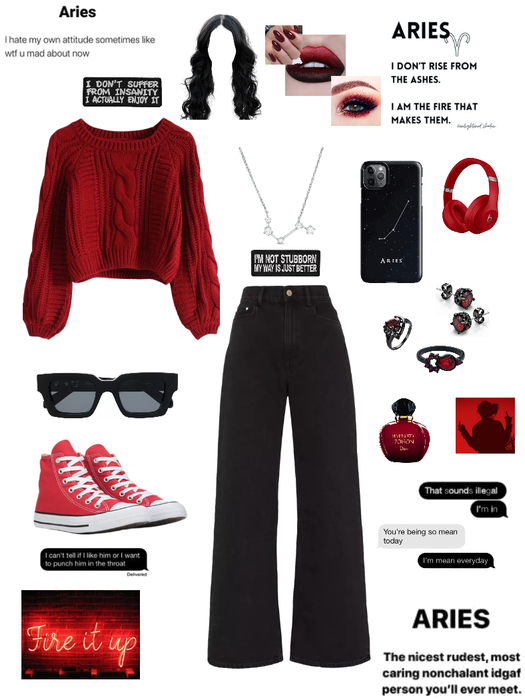 Aries
I hate my own attitude sometimes like
wtf u mad about now
I DON'T SUFFER
FROM INSANITY
I ACTUALLY ENJOY IT
ARIES
I DON'T RISE FROM
THE ASHES.
I AM THE FIRE THAT
MAKES THEM.
ARIES
I'M NOT STUBBORN
MY WAY IS JUST BETTER
POISON
Dior
That sounds illegal
I'm in
You're being so mean
today
I'm mean everyday
I can't tell if I like him or I want
to punch him in the throat
Delivered
Fire it up
ARIES
The nicest rudest, most
caring nonchalant idgaf
person you'll ever meet.